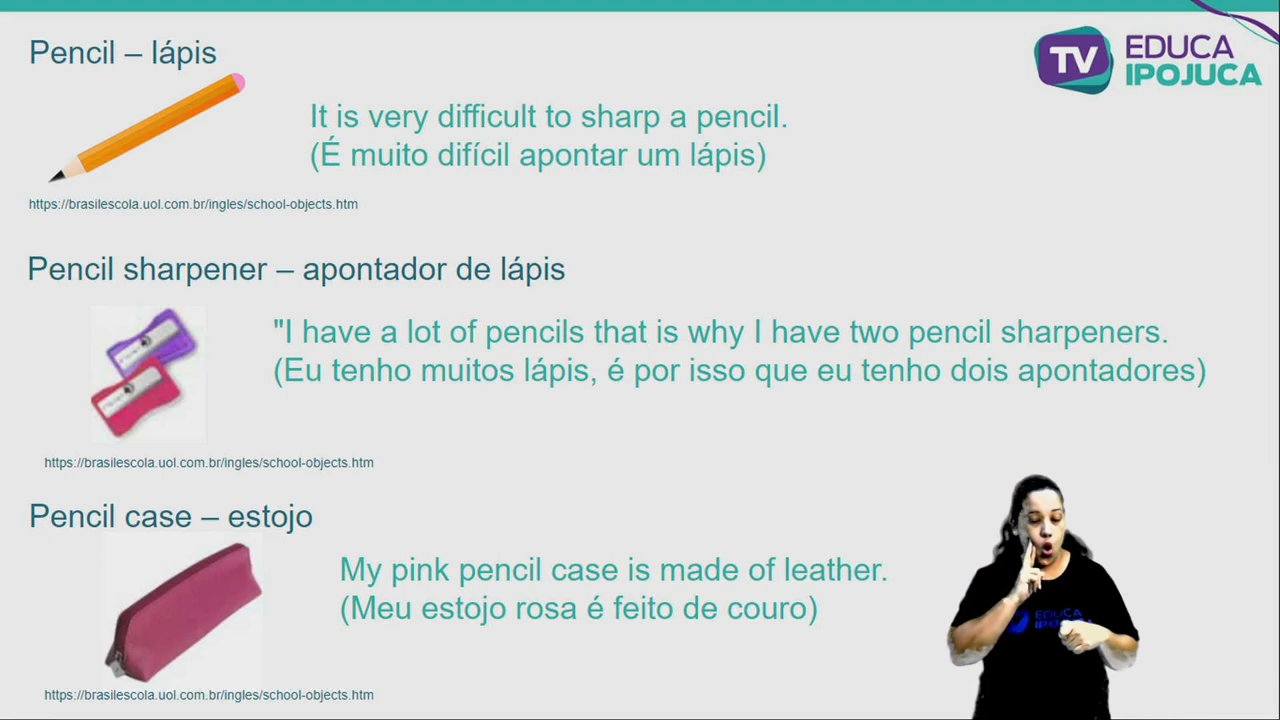 Pencil – lápis
TV EDUCA
IPOJUCA
It is very difficult to sharp a pencil.
(É muito difícil apontar um lápis)
https://brasilescola.uol.com.br/ingles/school-objects.htm
Pencil sharpener – apontador de lápis
"I have a lot of pencils that is why I have two pencil sharpeners.
(Eu tenho muitos lápis, é por isso que eu tenho dois apontadores)
https://brasilescola.uol.com.br/ingles/school-objects.htm
Pencil case – estojo
My pink pencil case is made of leather.
(Meu estojo rosa é feito de couro)
EDUCA
IPOJUCA
https://brasilescola.uol.com.br/ingles/school-objects.htm